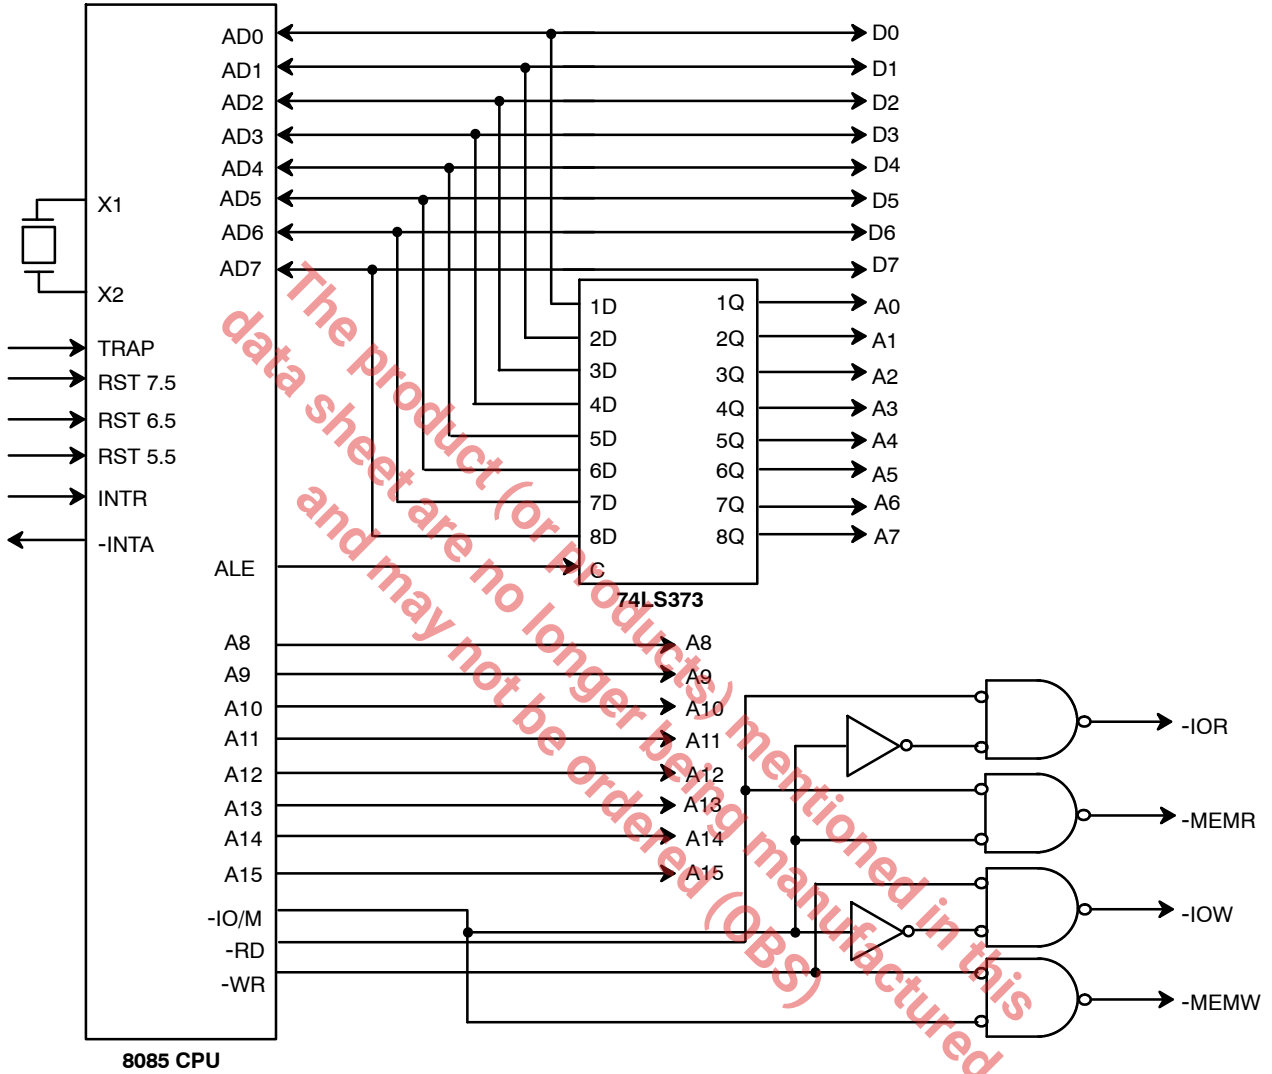 AD0
AD1
AD2
AD3
AD4
AD5
AD6
AD7
D0
D1
D2
D3
D4
D5
D6
D7
X1
X2
TRAP
RST 7.5
RST 6.5
RST 5.5
INTR
-INTA
1D
2D
3D
4D
5D
6D
7D
8D
C
1Q
2Q
3Q
4Q
5Q
6Q
7Q
8Q
A0
A1
A2
A3
A4
A5
A6
A7
ALE
74LS373
A8
A9
A10
A11
A12
A13
A14
A15
-IO/M
-RD
-WR
A8
A9
A10
A11
A12
A13
A14
A15
-IOR
-MEMR
-IOW
-MEMW
8085 CPU
The product (or products) mentioned in this
data sheet are no longer being manufactured
and may not be ordered (OBS)